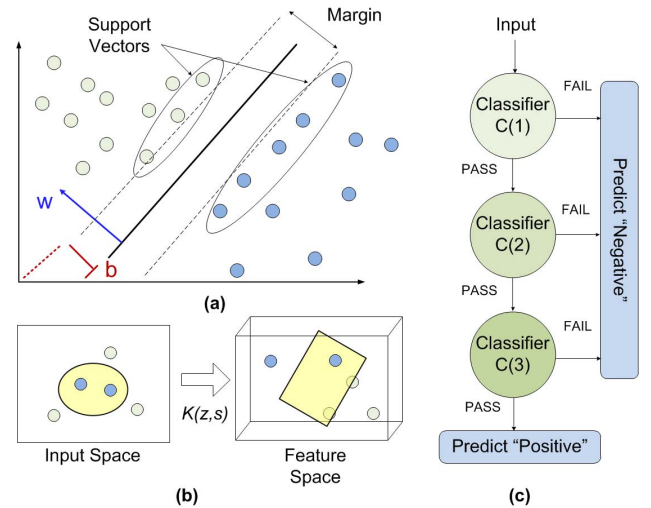 Support
Vectors
Margin
w
b
(a)
K(z,s)
Input Space
Feature
Space
(b)
Input
Classifier
C(1)
FAIL
PASS
Classifier
C(2)
FAIL
PASS
Classifier
C(3)
FAIL
PASS
Predict "Negative"
Predict "Positive"
(c)